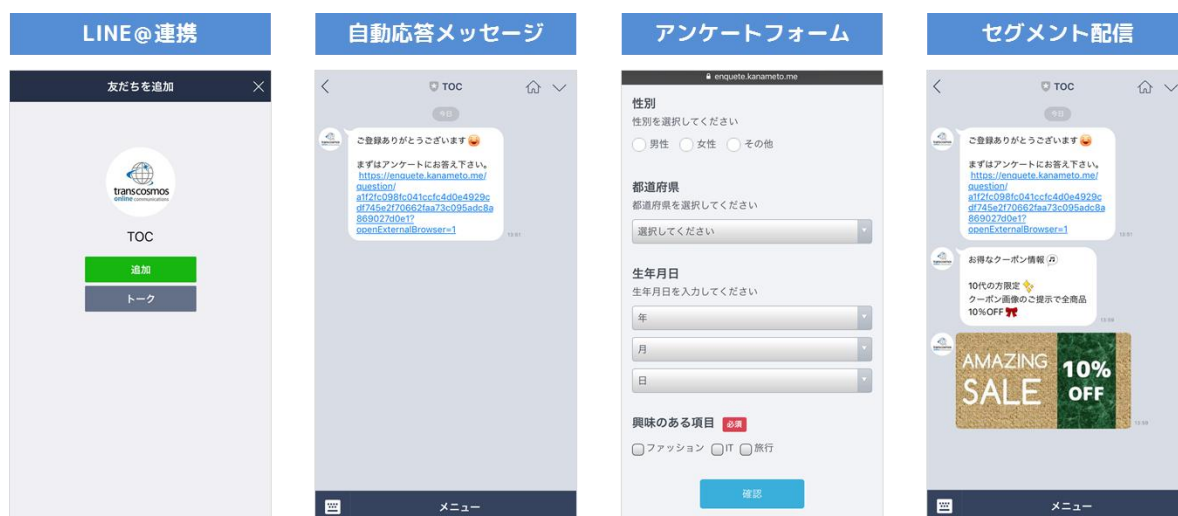 LINE@連携
友だちを追加
transcosmos
online communications
TOC
追加
トーク
自動応答メッセージ
TOC
今日
ご登録ありがとうございます
まずはアンケートにお答え下さい。
https://enquete.kanameto.me/
question/
a1f2fc098fc041ccfc4d0e4929c
df745e2f70662faa73c095adc8a
869027d0e1?
openExternalBrowser=1
13:51
メニュー
アンケートフォーム
enquete.kanameto.me
性別
性別を選択してください
男性 女性 その他
都道府県
都道府県を選択してください
選択してください
生年月日
生年月日を入力してください
年
月
日
興味のある項目 必須
ファッション IT 旅行
確認
セグメント配信
TOC
今日
ご登録ありがとうございます
まずはアンケートにお答え下さい。
https://enquete.kanameto.me/
question/
a1f2fc098fc041ccfc4d0e4929c
df745e2f70662faa73c095adc8a
869027d0e1?
openExternalBrowser=1
13:51
お得なクーポン情報
10代の方限定
クーポン画像のご提示で全商品
10%OFF
13:59
AMAZING
SALE
10%
OFF
13:59
メニュー